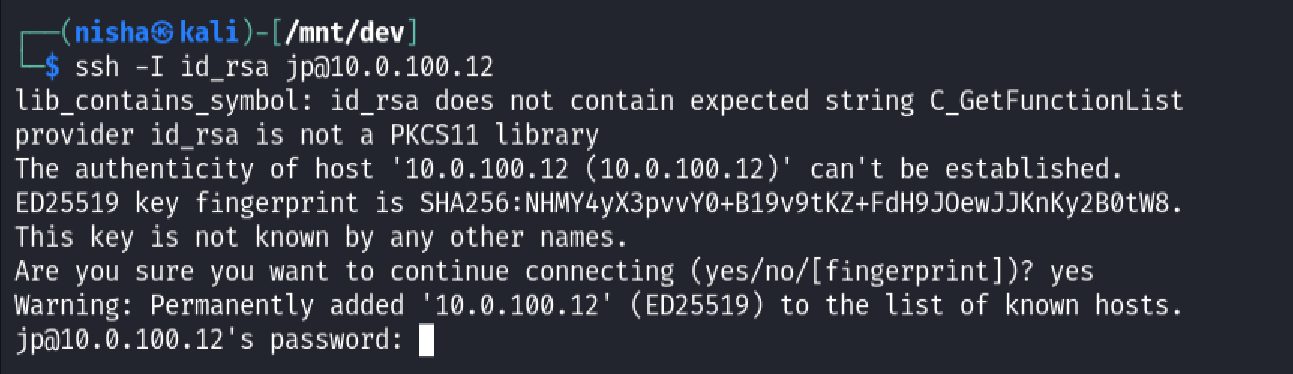 ┌──(nisha㉿kali)-[/mnt/dev]
└─$ ssh -I id_rsa jp@10.0.100.12
lib_contains_symbol: id_rsa does not contain expected string C_GetFunctionList
provider id_rsa is not a PKCS11 library
The authenticity of host '10.0.100.12 (10.0.100.12)' can't be established.
ED25519 key fingerprint is SHA256:NHMY4yX3pvvY0+B19v9tKZ+FdH9JOewJJKnKy2B0tW8.
This key is not known by any other names.
Are you sure you want to continue connecting (yes/no/[fingerprint])? yes
Warning: Permanently added '10.0.100.12' (ED25519) to the list of known hosts.
jp@10.0.100.12's password: